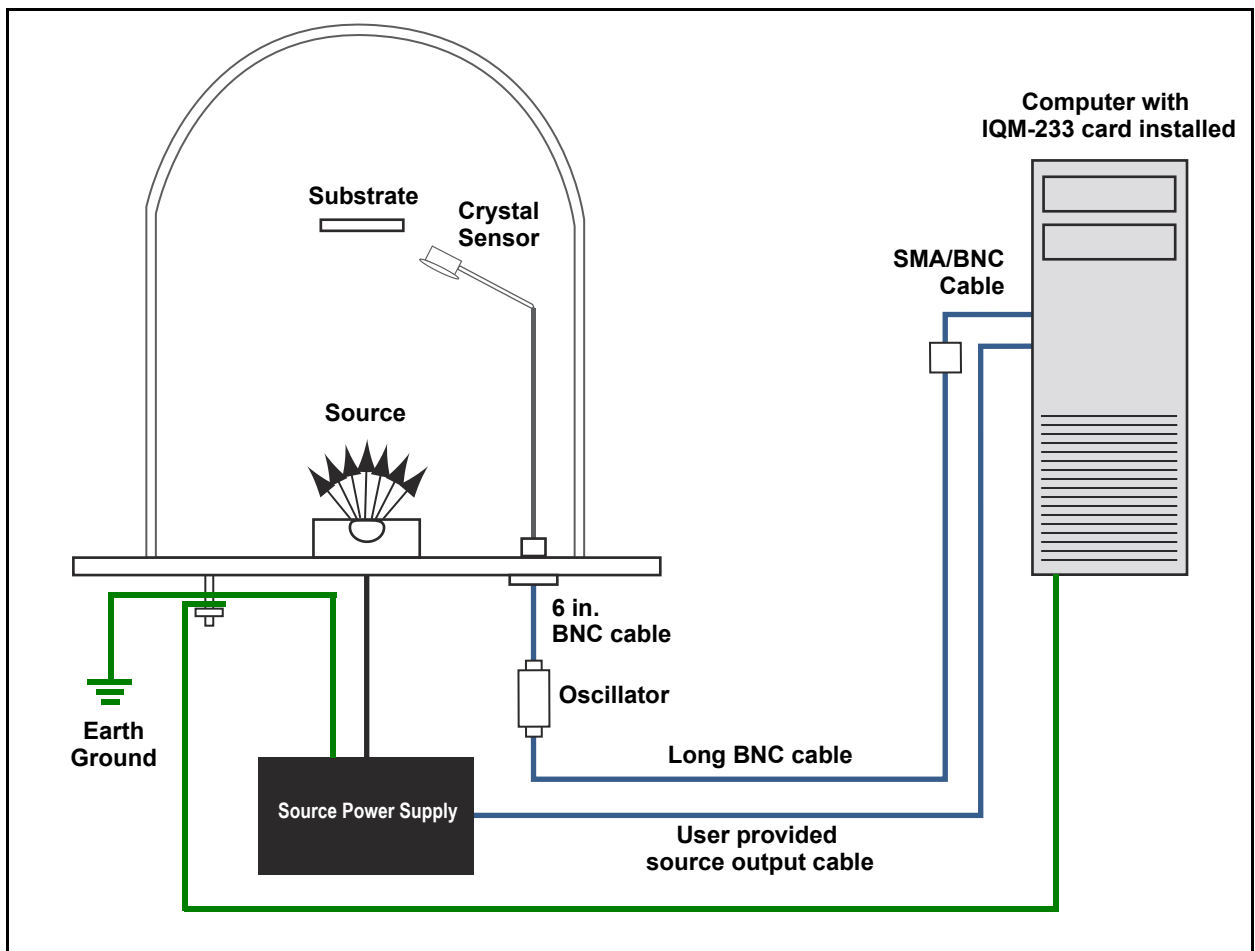 Computer with
IQM-233 card installed
Substrate
Crystal
Sensor
SMA/BNC
Cable
Source
6 in.
BNC cable
Oscillator
Earth
Ground
Long BNC cable
Source Power Supply
User provided
source output cable